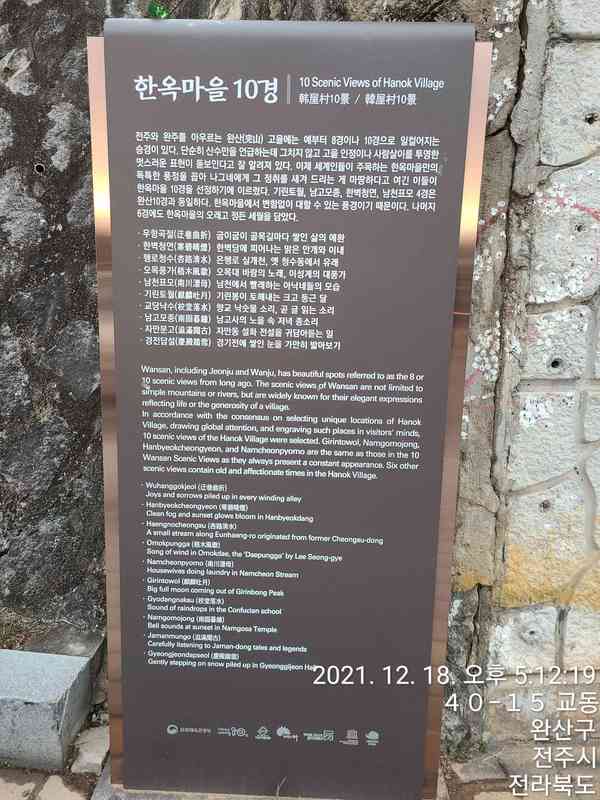 한옥마을 10경
10 Scenic Views of Hanok Village
韩屋村10景 / 韓屋村10景
전주와 완주를 아우르는 완산(完山) 고을에는 예부터 8경이나 10경으로 일컬어지는
승경이 있다. 단순히 산수만을 언급하는데 그치지 않고 고을 인정이나 사람살이를 투영한
멋스러운 표현이 돋보인다고 잘 알려져 있다. 이제 세계인들이 주목하는 한옥마을만의
독특한 풍정을 꼽아 나그네에게 그 정취를 새겨 드리는 게 마땅하다고 여긴 이들이
한옥마을 10경을 선정하기에 이르렀다. 기린토월, 남고모종, 한벽청연, 남천표모 4경은
완산10경과 동일하다. 한옥마을에서 변함없이 대할 수 있는 풍경이기 때문이다. 나머지
6경에도 한옥마을의 오래고 정든 세월을 담았다.
· 우항곡절(迂巷曲折) 굽이굽이 골목길마다 쌓인 삶의 애환
· 한벽청연(寒碧晴煙) 한벽당에 피어나는 맑은 안개와 이내
· 행로청수(杏路清水) 은행로 실개천, 옛 청수동에서 유래
· 오목풍가(梧木風歌) 오목대 바람의 노래, 이성계의 대풍가
· 남천표모(南川漂母) 남천에서 빨래하는 아낙네들의 모습
· 기린토월(麒麟吐月) 기린봉이 토해내는 크고 둥근 달
· 교당낙수(校堂落水) 향교 낙숫물 소리, 곧 글 읽는 소리
· 남고모종(南固暮鐘) 남고사의 노을 속 저녁 종소리
· 자만문고(滋滿聞古) 자만동 설화 전설을 귀담아듣는 일
· 경전답설(慶殿踏雪) 경기전에 쌓인 눈을 가만히 밟아보기
Wansan, including Jeonju and Wanju, has beautiful spots referred to as the 8 or
10 scenic views from long ago. The scenic views of Wansan are not limited to
simple mountains or rivers, but are widely known for their elegant expressions
reflecting life or the generosity of a village.
In accordance with the consensus on selecting unique locations of Hanok
Village, drawing global attention, and engraving such places in visitors' minds,
10 scenic views of the Hanok Village were selected. Girintowol, Namgomojong,
Hanbyeokcheongyeon, and Namcheonpyomo are the same as those in the 10
Wansan Scenic Views as they always present a constant appearance. Six other
scenic views contain old and affectionate times in the Hanok Village.
· Wuhanggokjeol (迂巷曲折)
Joys and sorrows piled up in every winding alley
· Hanbyeokcheongyeon (寒碧晴煙)
Clean fog and sunset glows bloom in Hanbyeokdang
· Haengnocheongsu (杏路清水)
A small stream along Eunhaeng-ro originated from former Cheongsu-dong
· Omokpungga (梧木風歌)
Song of wind in Omokdae, the "Daepungga" by Lee Seong-gye
· Namcheonpyomo (南川漂母)
Housewives doing laundry in Namcheon Stream
· Girintowol (麒麟吐月)
Big full moon coming out of Girinbong Peak
· Gyodangnaksu (校堂落水)
Sound of raindrops in the Confucian school
· Namgomojong (南固暮鐘)
Bell sounds at sunset in Namgosa Temple
· Jamanmungo (滋滿聞古)
Carefully listening to Jaman-dong tales and legends
· Gyeongjeondapseol (慶殿踏雪)
Gently stepping on snow piled up in Gyeonggijeon Hall
2021. 12. 18. 오후 5:12:19
40-15 교동
완산구
전주시
전라북도